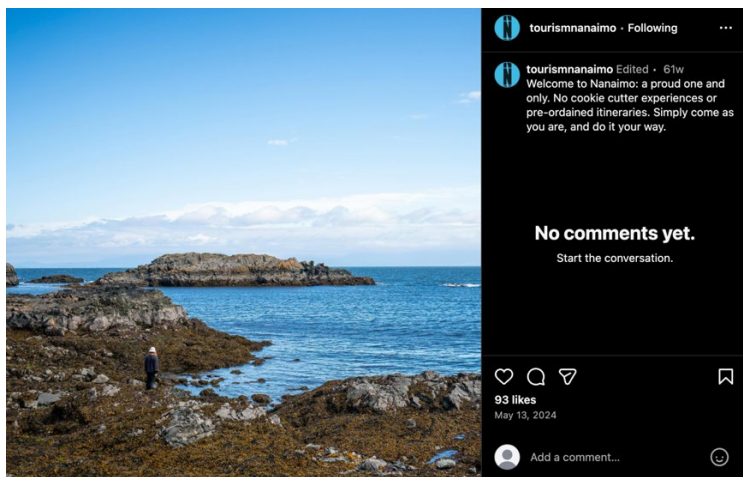 tourismnanaimo • Following
tourismnanaimo Edited • 61w
Welcome to Nanaimo: a proud one and
only. No cookie cutter experiences or
pre-ordained itineraries. Simply come as
you are, and do it your way.
No comments yet.
Start the conversation.
93 likes
May 13, 2024
Add a comment...